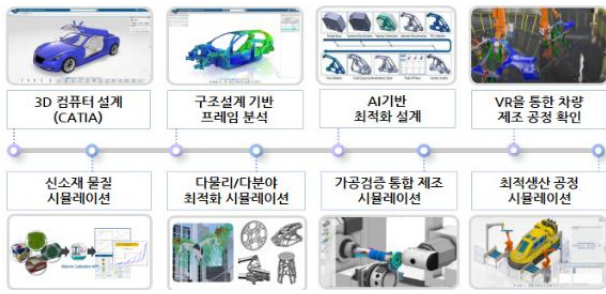 3D 컴퓨터 설계
(CATIA)
구조설계 기반
프레임 분석
AI기반
최적화 설계
VR을 통한 차량
제조 공정 확인
신소재 물질
시뮬레이션
다물리/다분야
최적화 시뮬레이션
가공검증 통합 제조
시뮬레이션
최적생산 공정
시뮬레이션